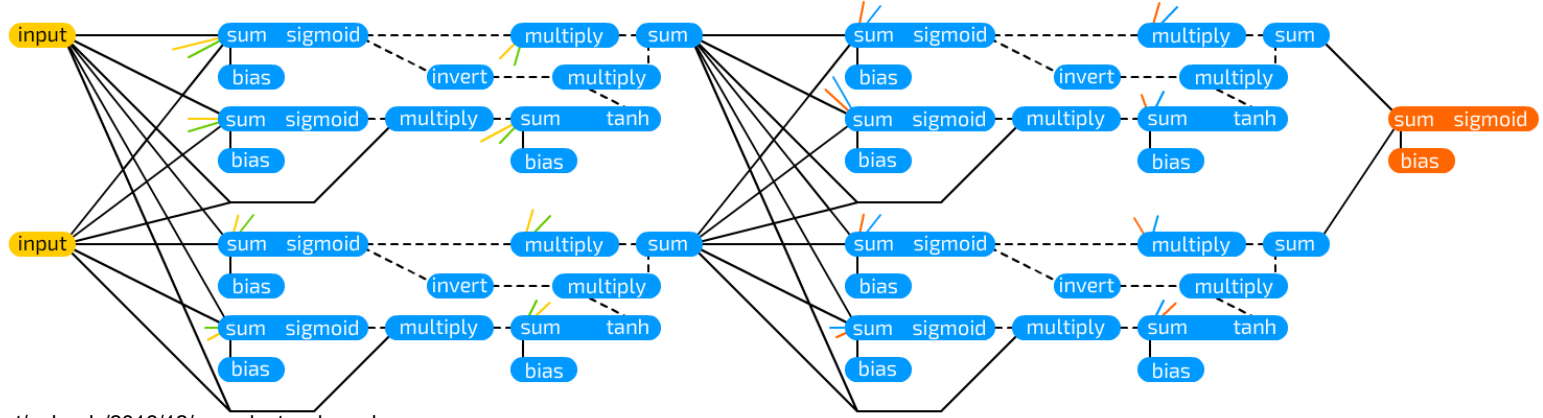 input sum sigmoid multiply sum sum sigmoid multiply sum
bias invert multiply bias invert multiply
sum sigmoid multiply sum tanh sum sigmoid multiply sum tanh sum sigmoid
bias bias bias bias bias
input sum sigmoid multiply sum sum sigmoid multiply sum
bias invert multiply bias invert multiply
sum sigmoid multiply sum tanh sum sigmoid multiply sum tanh
bias bias bias bias